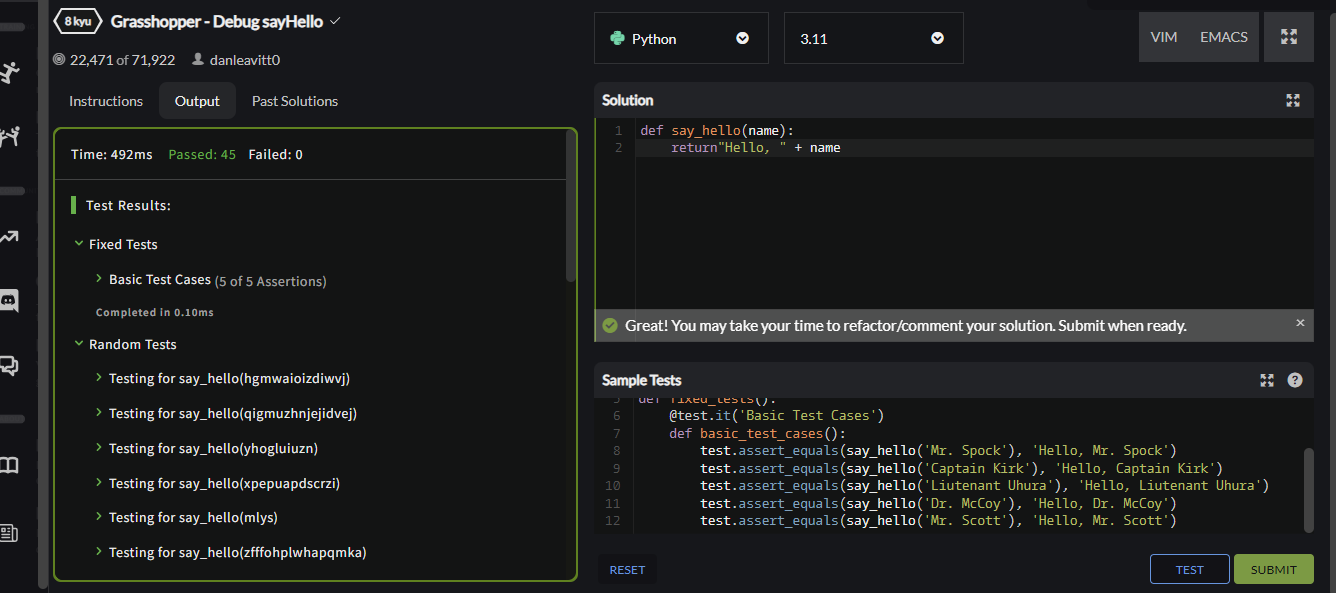 8 kyu Grasshopper - Debug sayHello
22,471 of 71,922 danleavitt0
Instructions Output Past Solutions
Time: 492ms Passed: 45 Failed: 0
Test Results:
Fixed Tests
Basic Test Cases (5 of 5 Assertions)
Completed in 0.10ms
Random Tests
Testing for say_hello(hgmwaioizdiwvj)
Testing for say_hello(qigmuzhnjejidvej)
Testing for say_hello(yhogluiuzn)
Testing for say_hello(xpepuapdscrzi)
Testing for say_hello(mlys)
Testing for say_hello(zfffohplwhapqmka)
Python 3.11 VIM EMACS
Solution
1 def say_hello(name):
2 return"Hello, " + name
Great! You may take your time to refactor/comment your solution. Submit when ready.
Sample Tests
5 def fixed_tests():
6 @test.it('Basic Test Cases')
7 def basic_test_cases():
8 test.assert_equals(say_hello('Mr. Spock'), 'Hello, Mr. Spock')
9 test.assert_equals(say_hello('Captain Kirk'), 'Hello, Captain Kirk')
10 test.assert_equals(say_hello('Liutenant Uhura'), 'Hello, Liutenant Uhura')
11 test.assert_equals(say_hello('Dr. McCoy'), 'Hello, Dr. McCoy')
12 test.assert_equals(say_hello('Mr. Scott'), 'Hello, Mr. Scott')
RESET TEST SUBMIT